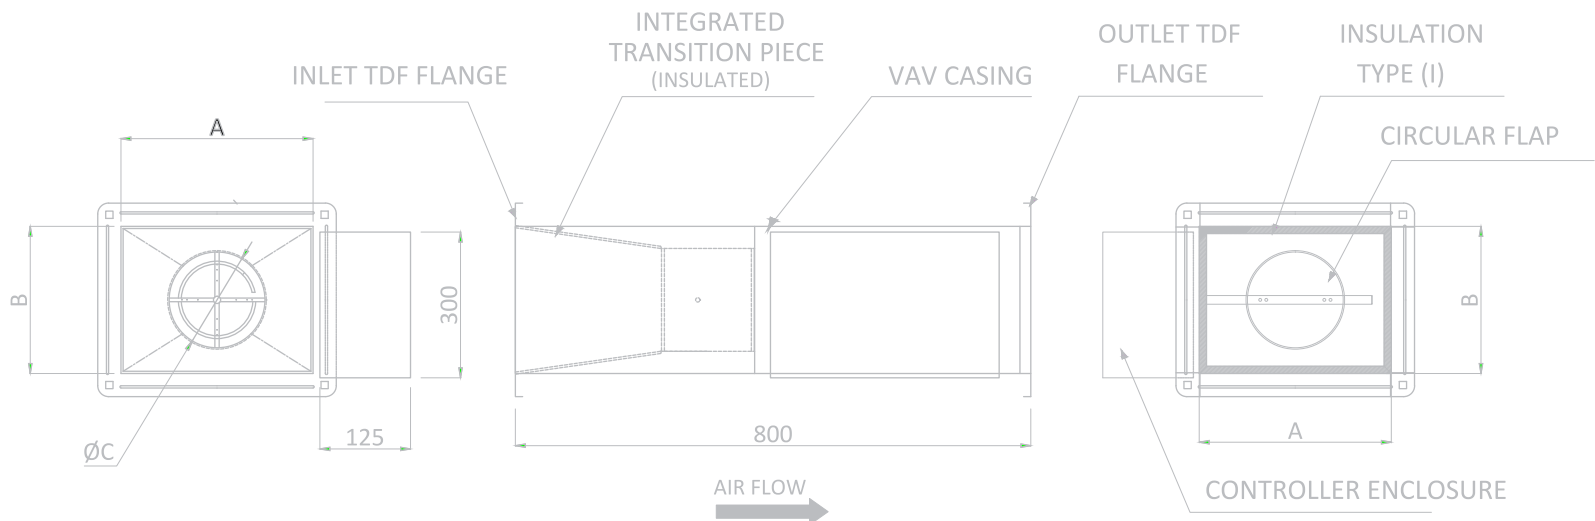 INTEGRATED
TRANSITION PIECE
(INSULATED)
INLET TDF FLANGE
VAV CASING
OUTLET TDF
FLANGE
INSULATION
TYPE (I)
CIRCULAR FLAP
A
B
300
ØC
125
800
B
A
AIR FLOW
CONTROLLER ENCLOSURE